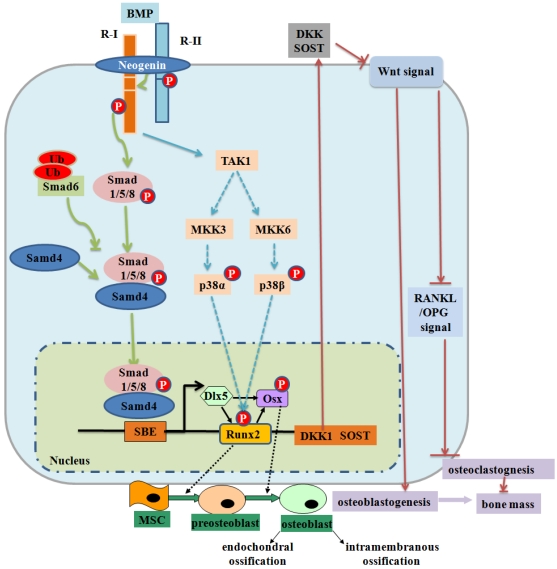 BMP
R-I
R-II
Neogenin
P
P
DKK
SOST
Wnt signal
TAK1
Ub
Ub
Smad6
Smad
1/5/8
P
MKK3
MKK6
Samd4
Smad
1/5/8
P
Samd4
p38α
P
p38β
P
RANKL
/OPG
signal
Smad
1/5/8
P
Samd4
SBE
Dlx5
Osx
P
P
Runx2
DKK1 SOST
Nucleus
osteoclastognesis
MSC
preosteoblast
osteoblast
osteoblastogenesis
bone mass
endochondral
ossification
intramembranous
ossification